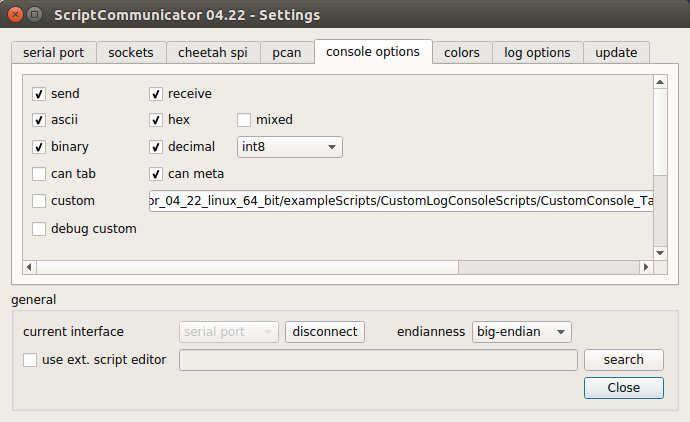 ScriptCommunicator 04.22 - Settings
serial port sockets cheetah spi pcan console options colors log options update
send receive
ascii hex mixed
binary decimal int8
can tab can meta
custom or_04_22_linux_64_bit/exampleScripts/CustomLogConsoleScripts/CustomConsole_Ta
debug custom
general
current interface serial port disconnect endianness big-endian
use ext. script editor search
Close